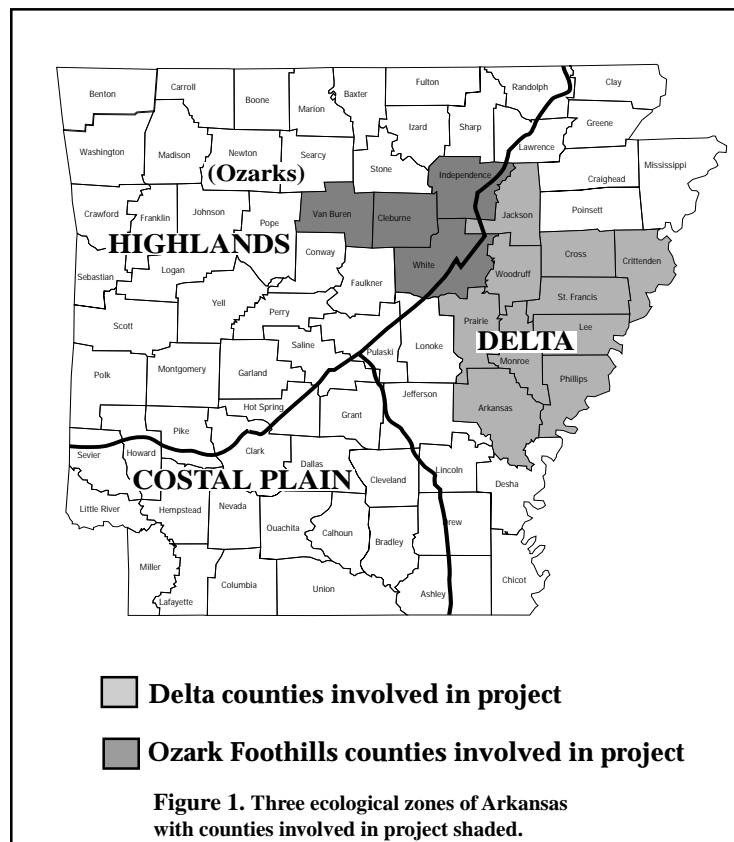 Benton
Carroll
Boone
Marion
Baxter
Fulton
Randolph
Clay
Izard
Sharp
Greene
Lawrence
Washington
Madison
Newton
Searcy
Stone
Independence
Mississippi
(Ozarks)
Craighead
Crawford
Franklin
Johnson
Pope
Van Buren
Cleburne
Jackson
Poinsett
HIGHLANDS
Conway
White
Woodruff
Cross
Crittenden
Sebastian
Logan
Faulkner
St. Francis
Yell
Perry
Prairie
Lee
Scott
Saline
Pulaski
Lonoke
DELTA
Monroe
Polk
Montgomery
Garland
Phillips
Hot Spring
Grant
Jefferson
Arkansas
Pike
Sevier
Howard
Clark
Dallas
COSTAL PLAIN
Cleveland
Lincoln
Desha
Little River
Hempstead
Nevada
Ouachita
Calhoun
Bradley
Drew
Miller
Lafayette
Columbia
Union
Ashley
Chicot
Delta counties involved in project
Ozark Foothills counties involved in project
Figure 1. Three ecological zones of Arkansas
with counties involved in project shaded.